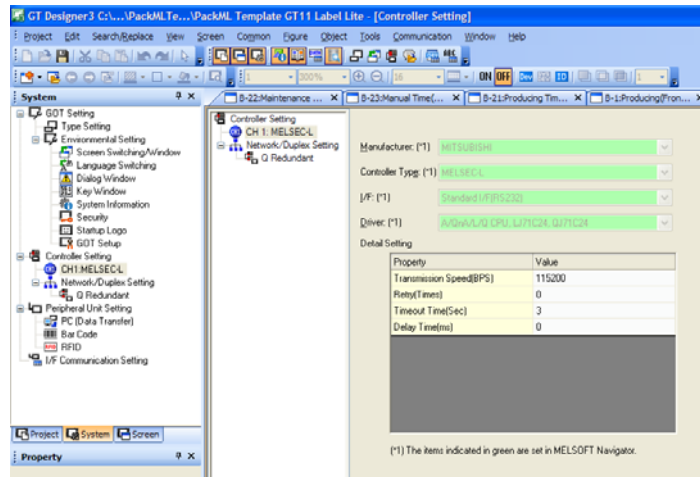 GT Designer3 C:\...\PackMLTe...\PackML Template GT11 Label Lite - [Controller Setting]
Project Edit Search/Replace View Screen Common Figure Object Tools Communication Window Help
1 300% 16 ON OFF Dev ID 1
System
B-22:Maintenance ... B-23:Manual Time(... B-21:Producing Tim... B-1:Producing(Fron...
GOT Setting
Type Setting
Environmental Setting
Screen Switching/Window
Language Switching
Dialog Window
Key Window
System Information
Security
Startup Logo
GOT Setup
Controller Setting
CH1:MELSEC-L
Network/Duplex Setting
Q Redundant
Peripheral Unit Setting
PC (Data Transfer)
Bar Code
RFID
I/F Communication Setting
Project System Screen
Property
Controller Setting
CH 1: MELSEC-L
Network/Duplex Setting
Q Redundant
Manufacturer: (*1) MITSUBISHI
Controller Type: (*1) MELSEC-L
I/F: (*1) Standard I/F(RS232)
Driver: (*1) A/QnA/L/Q CPU, LJ71C24, QJ71C24
Detail Setting
Property Value
Transmission Speed(BPS) 115200
Retry(Times) 0
Timeout Time(Sec) 3
Delay Time(ms) 0
(*1) The items indicated in green are set in MELSOFT Navigator.